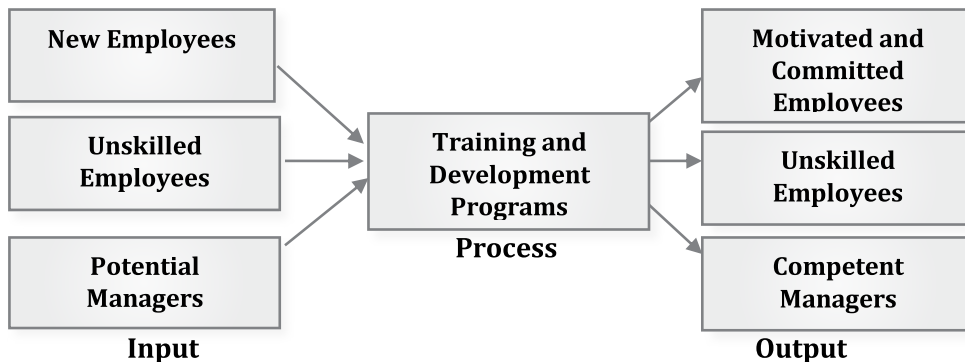 New Employees
Unskilled
Employees
Potential
Managers
Input
Training and
Development
Programs
Process
Motivated and
Committed
Employees
Unskilled
Employees
Competent
Managers
Output